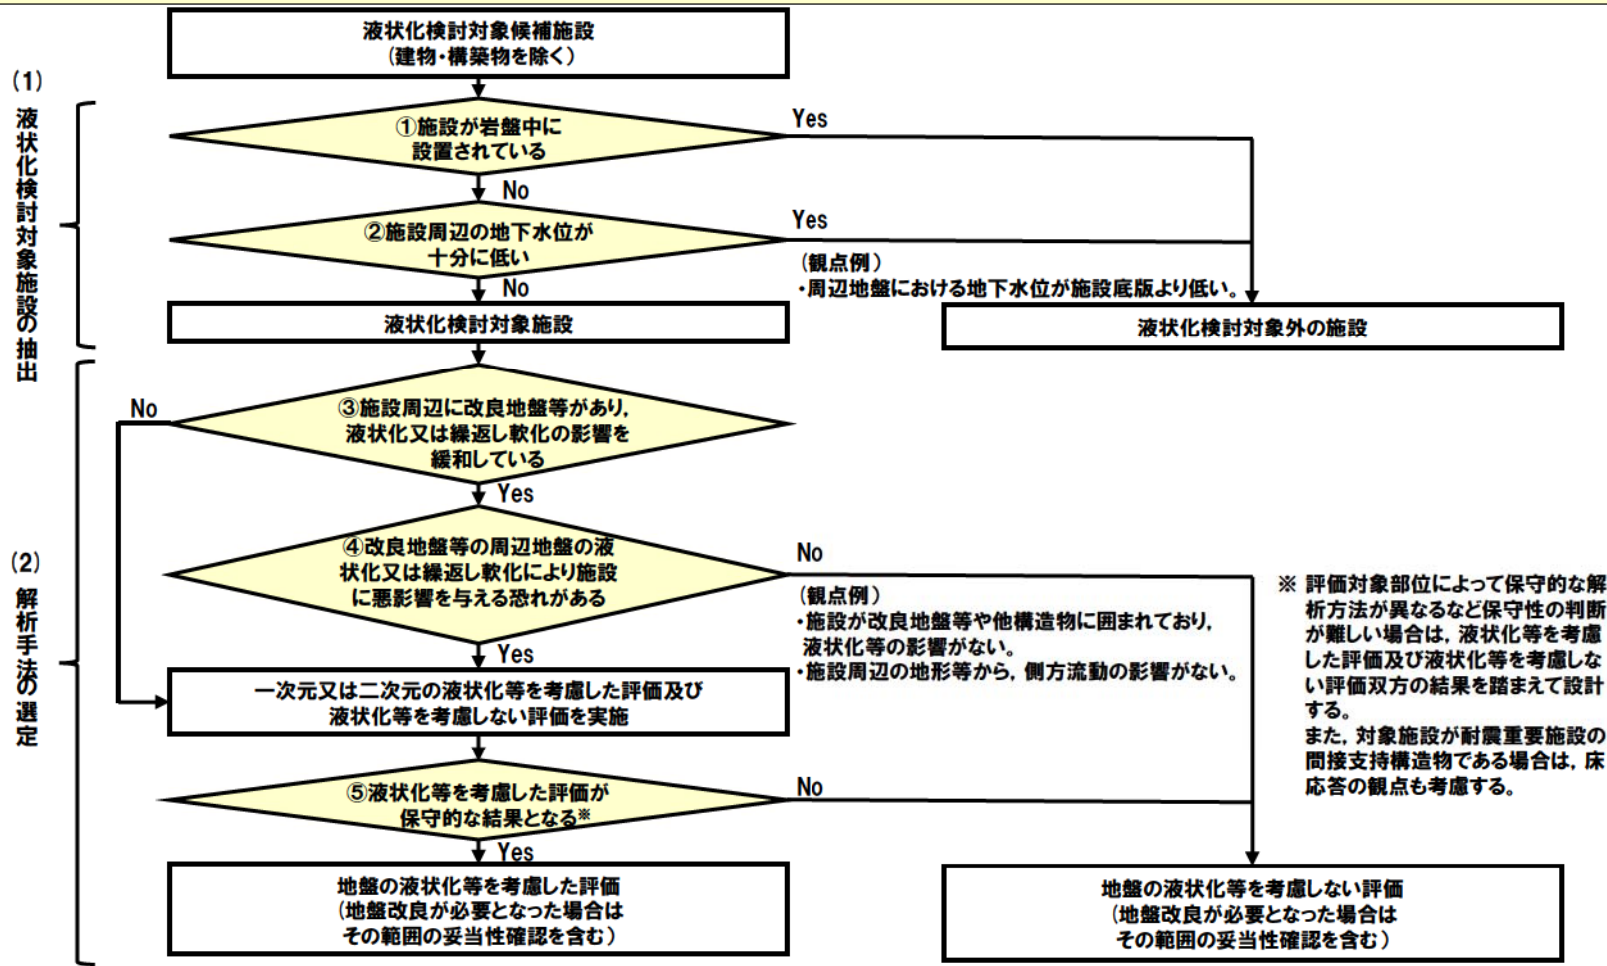 液状化検討対象候補施設
(建物・構築物を除く)
(1)
液状化検討対象施設の抽出
①施設が岩盤中に
設置されている
Yes
No
②施設周辺の地下水位が
十分に低い
Yes
(観点例)
・周辺地盤における地下水位が施設底版より低い。
No
液状化検討対象施設
液状化検討対象外の施設
(2)
解析手法の選定
③施設周辺に改良地盤等があり,
液状化又は繰返し軟化の影響を
緩和している
No
Yes
④改良地盤等の周辺地盤の液
状化又は繰返し軟化により施設
に悪影響を与える恐れがある
No
(観点例)
・施設が改良地盤等や他構造物に囲まれており,
液状化等の影響がない。
・施設周辺の地形等から, 側方流動の影響がない。
Yes
一次元又は二次元の液状化等を考慮した評価及び
液状化等を考慮しない評価を実施
⑤液状化等を考慮した評価が
保守的な結果となる※
No
Yes
地盤の液状化等を考慮した評価
(地盤改良が必要となった場合は
その範囲の妥当性確認を含む)
地盤の液状化等を考慮しない評価
(地盤改良が必要となった場合は
その範囲の妥当性確認を含む)
※ 評価対象部位によって保守的な解
析方法が異なるなど保守性の判断
が難しい場合は, 液状化等を考慮
した評価及び液状化等を考慮しな
い評価双方の結果を踏まえて設計
する。
また, 対象施設が耐震重要施設の
間接支持構造物である場合は, 床
応答の観点も考慮する。